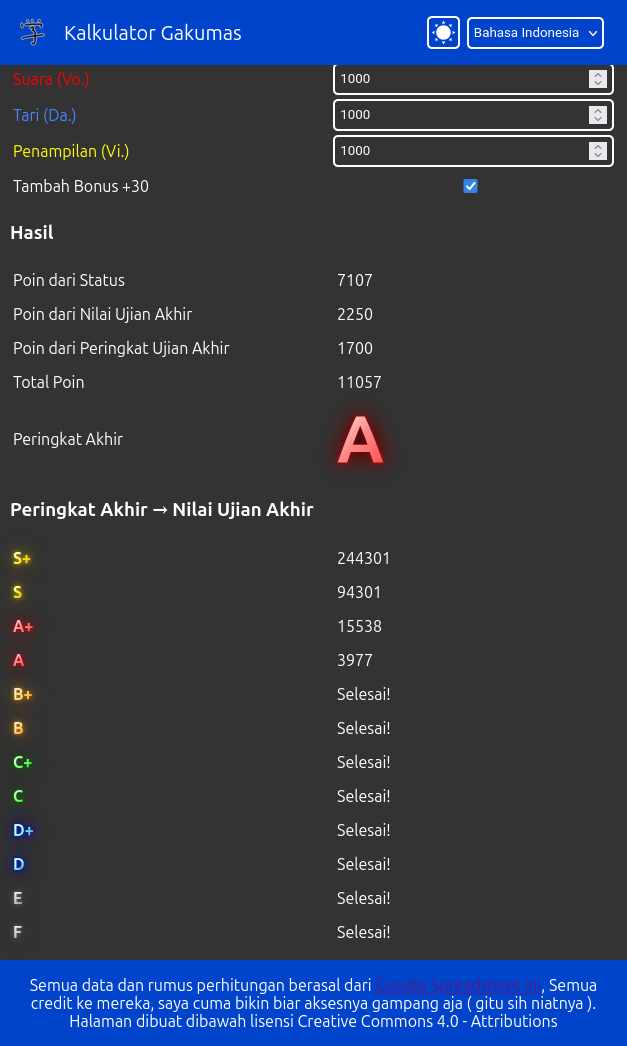 Kalkulator Gakumas
Bahasa Indonesia
Suara (Vo.) 1000
Tari (Da.) 1000
Penampilan (Vi.) 1000
Tambah Bonus +30
Hasil
Poin dari Status 7107
Poin dari Nilai Ujian Akhir 2250
Poin dari Peringkat Ujian Akhir 1700
Total Poin 11057
Peringkat Akhir A
Peringkat Akhir → Nilai Ujian Akhir
S+ 244301
S 94301
A+ 15538
A 3977
B+ Selesai!
B Selesai!
C+ Selesai!
C Selesai!
D+ Selesai!
D Selesai!
E Selesai!
F Selesai!
Semua data dan rumus perhitungan berasal dari Google Spreadsheet ini, Semua
credit ke mereka, saya cuma bikin biar aksesnya gampang aja ( gitu sih niatnya ).
Halaman dibuat dibawah lisensi Creative Commons 4.0 - Attributions